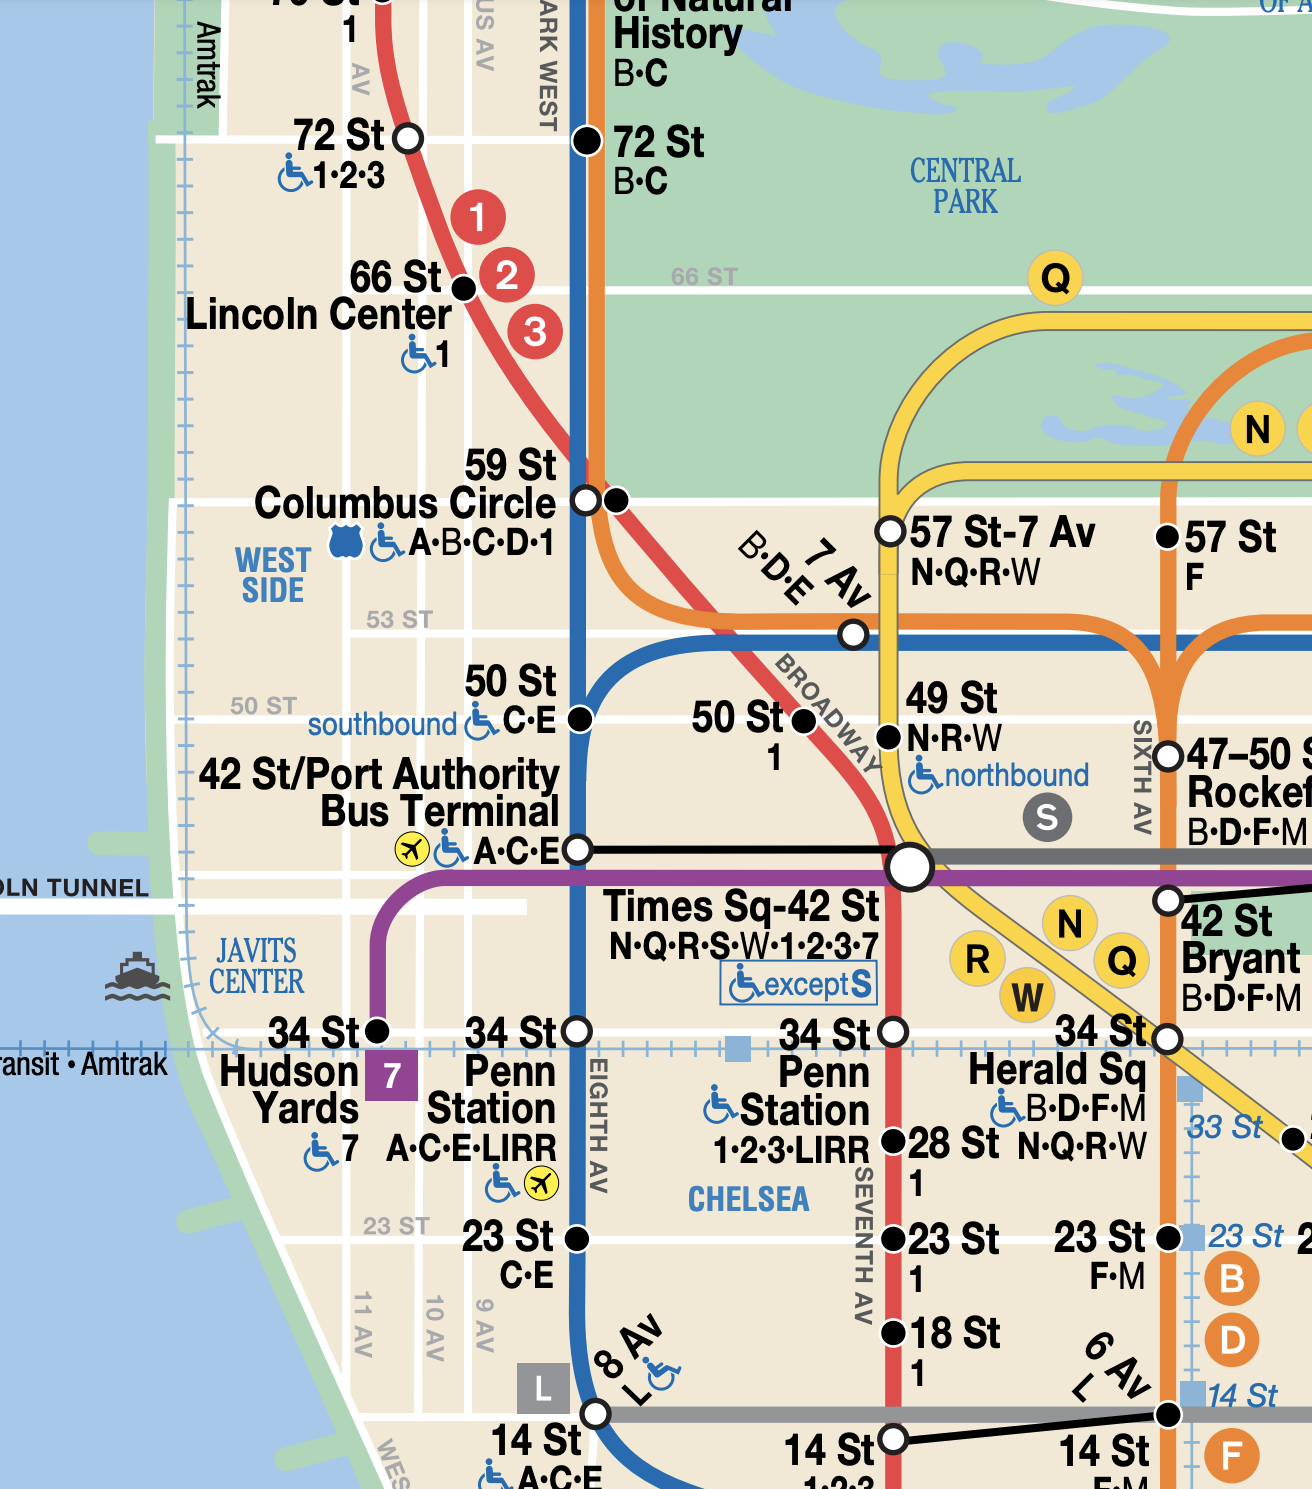 of Natural
History
B•C
1
Amtrak
AV
US AV
ARK WEST
72 St
1•2•3
72 St
B•C
CENTRAL
PARK
1
2
3
66 St
Lincoln Center
1
66 ST
Q
N
59 St
Columbus Circle
A•B•C•D•1
WEST
SIDE
7 Av
B•D•E
57 St-7 Av
N•Q•R•W
57 St
F
53 ST
50 St
southbound C•E
50 ST
50 St
1
BROADWAY
49 St
N•R•W
northbound
S
SIXTH AV
47–50 S
Rockef
B•D•F•M
42 St/Port Authority
Bus Terminal
A•C•E
OLN TUNNEL
Times Sq-42 St
N•Q•R•S•W•1•2•3•7
except S
42 St
Bryant
B•D•F•M
JAVITS
CENTER
R
N
W
Q
ransit • Amtrak
34 St
Hudson
Yards
7
7
34 St
Penn
Station
A•C•E•LIRR
EIGHTH AV
34 St
Penn
Station
1•2•3•LIRR
34 St
Herald Sq
B•D•F•M
N•Q•R•W
33 St
28 St
1
CHELSEA
SEVENTH AV
23 ST
23 St
C•E
23 St
1
23 St
F•M
23 St
2
B
D
11 AV
10 AV
9 AV
18 St
1
8 Av
L
L
6 Av
L
14 St
14 St
A•C•E
14 St
1•2•3
14 St
F•M
F
WES